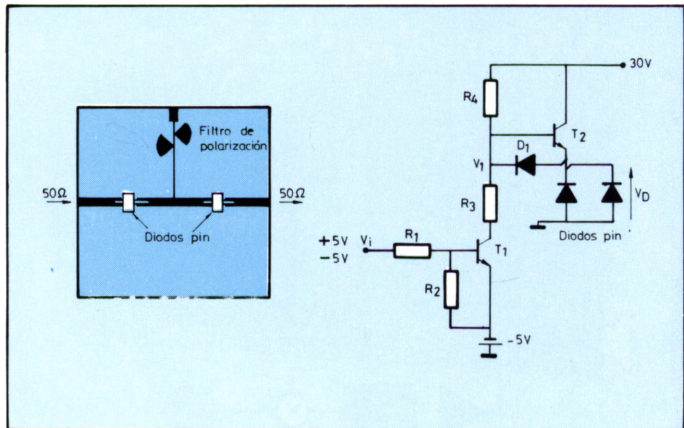 Filtro de
polarización
50Ω
50Ω
Diodos pin
30V
R4
T2
D1
V1
R3
VD
Diodos pin
+5V
-5V
Vi
R1
T1
R2
-5V